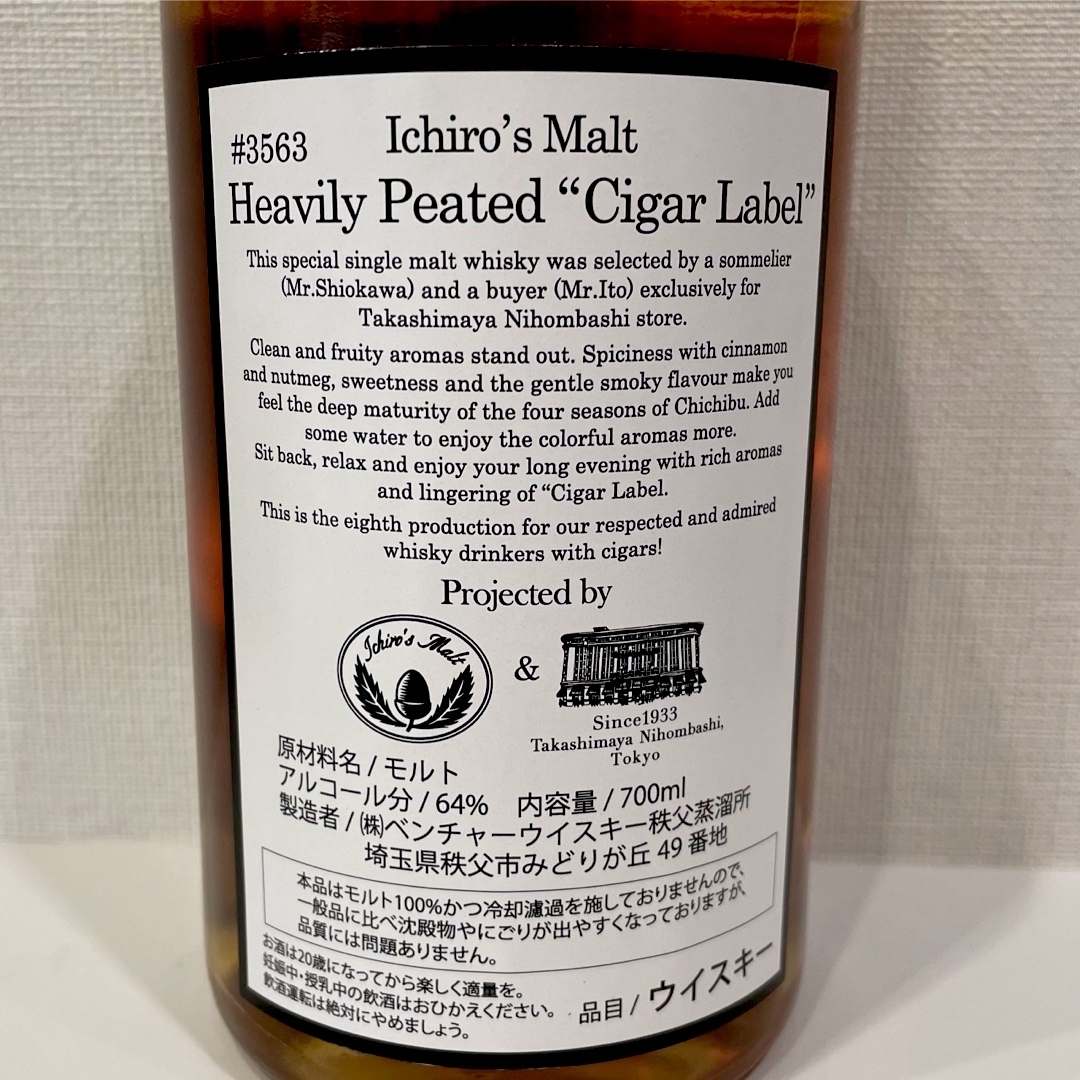 #3563
Ichiro's Malt
Heavily Peated “Cigar Label”
This special single malt whisky was selected by a sommelier
(Mr.Shiokawa) and a buyer (Mr.Ito) exclusively for
Takashimaya Nihombashi store.
Clean and fruity aromas stand out. Spiciness with cinnamon
and nutmeg, sweetness and the gentle smoky flavour make you
feel the deep maturity of the four seasons of Chichibu. Add
some water to enjoy the colorful aromas more.
Sit back, relax and enjoy your long evening with rich aromas
and lingering of “Cigar Label.
This is the eighth production for our respected and admired
whisky drinkers with cigars!
Projected by
Ichiro's Malt
&
Since1933
Takashimaya Nihombashi,
Tokyo
原材料名 / モルト
アルコール分 / 64%　内容量 / 700ml
製造者 / ㈱ベンチャーウイスキー秩父蒸溜所
埼玉県秩父市みどりが丘 49 番地
本品はモルト100%かつ冷却濾過を施しておりませんので、
一般品に比べ沈殿物やにごりが出やすくなっておりますが、
品質には問題ありません。
お酒は20歳になってから楽しく適量を。
妊娠中・授乳中の飲酒はおひかえください。
飲酒運転は絶対にやめましょう。
品目 / ウイスキー